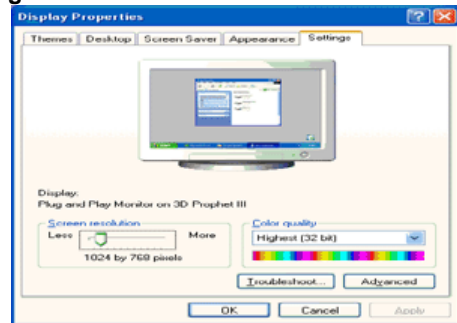 Display Properties
Themes Desktop Screen Saver Appearance Settings
Display:
Plug and Play Monitor on 3D Prophet III
Screen resolution
Less More
1024 by 768 pixels
Color quality
Highest (32 bit)
Troubleshoot... Advanced
OK Cancel Apply